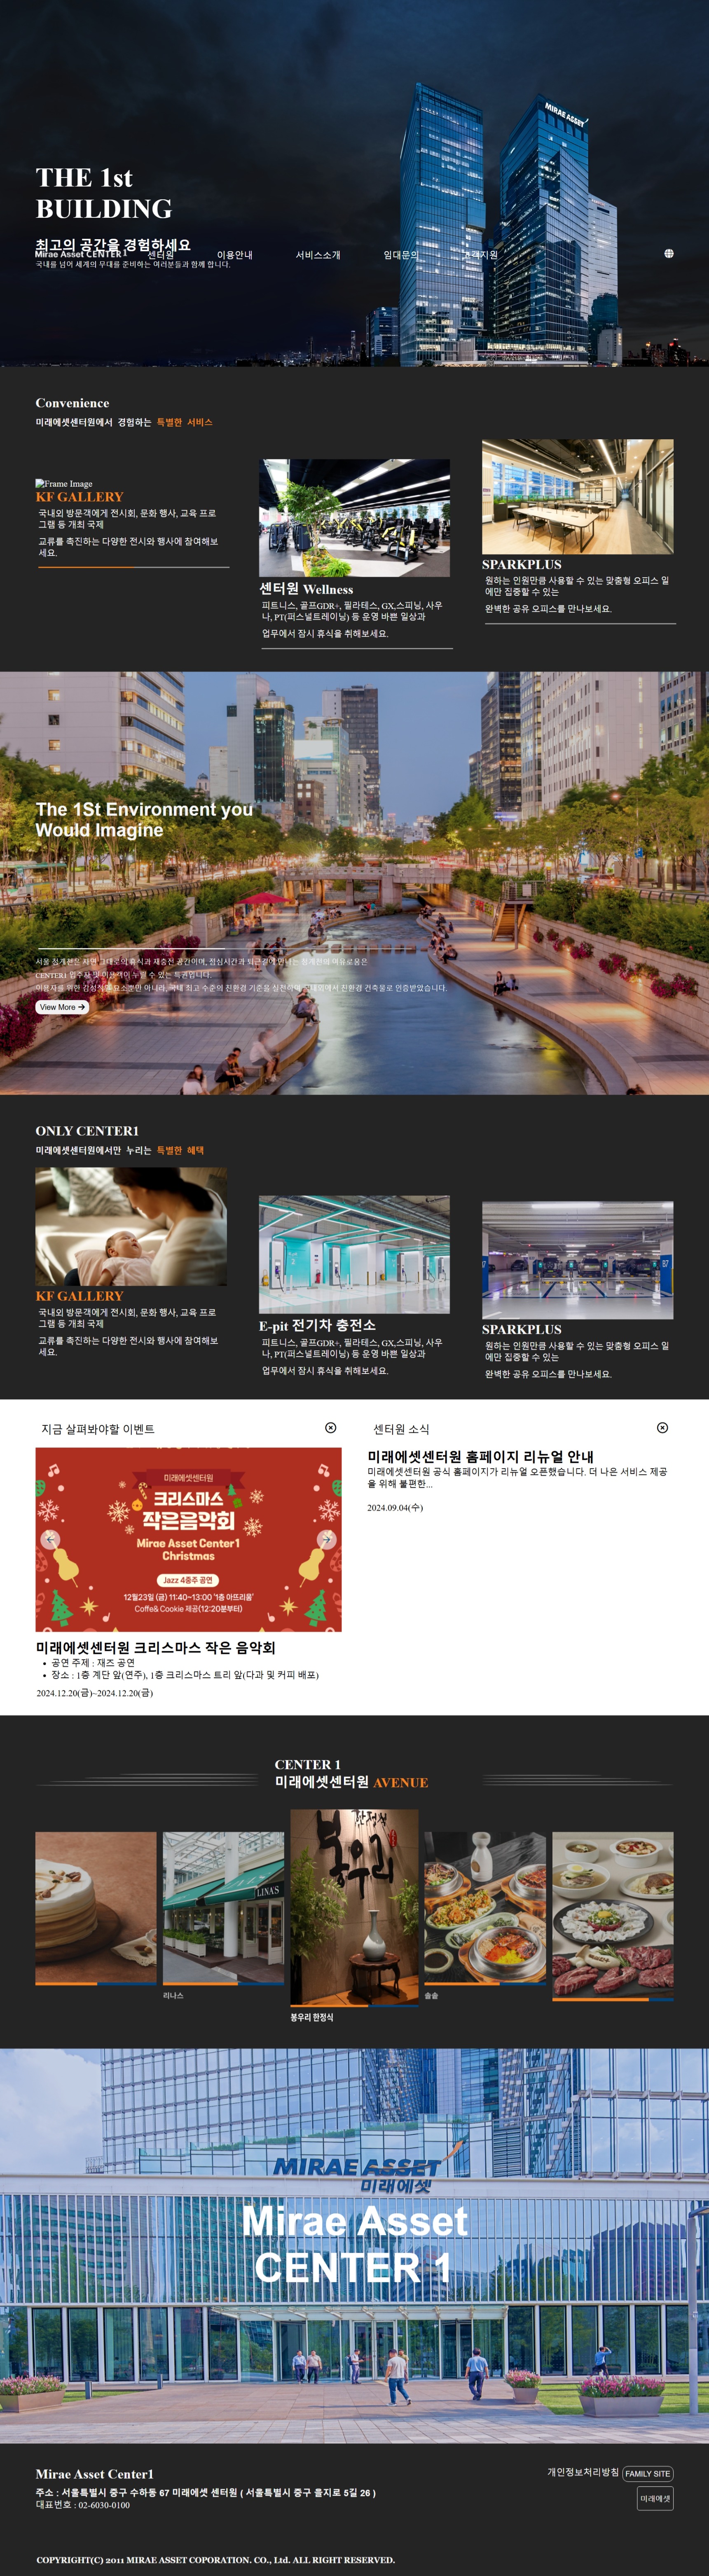 MIRAE ASSET
THE 1st
BUILDING
최고의 공간을 경험하세요
Mirae Asset CENTER1 센터원 이용안내 서비스소개 임대문의 고객지원
국내를 넘어 세계의 무대를 준비하는 여러분들과 함께 합니다.
Convenience
미래에셋센터원에서 경험하는 특별한 서비스
Frame Image
KF GALLERY
국내외 방문객에게 전시회, 문화 행사, 교육 프로
그램 등 개최 국제
교류를 촉진하는 다양한 전시와 행사에 참여해보
세요.
센터원 Wellness
피트니스, 골프GDR+, 필라테스, GX,스피닝, 사우
나, PT(퍼스널트레이닝) 등 운영 바쁜 일상과
업무에서 잠시 휴식을 취해보세요.
SPARKPLUS
원하는 인원만큼 사용할 수 있는 맞춤형 오피스 일
에만 집중할 수 있는
완벽한 공유 오피스를 만나보세요.
The 1St Environment you
Would Imagine
서울 청계천은 자연 그대로의 휴식과 재충전 공간이며, 점심시간과 퇴근길에 만나는 청계천의 여유로움은
CENTER1 입주자 및 이용객이 누릴 수 있는 특권입니다.
이용자를 위한 감성적 요소뿐만 아니라, 국내 최고 수준의 친환경 기준을 실천하며 국내외에서 친환경 건축물로 인증받았습니다.
View More →
ONLY CENTER1
미래에셋센터원에서만 누리는 특별한 혜택
KF GALLERY
국내외 방문객에게 전시회, 문화 행사, 교육 프로
그램 등 개최 국제
교류를 촉진하는 다양한 전시와 행사에 참여해보
세요.
E-pit 전기차 충전소
피트니스, 골프GDR+, 필라테스, GX,스피닝, 사우
나, PT(퍼스널트레이닝) 등 운영 바쁜 일상과
업무에서 잠시 휴식을 취해보세요.
B7
SPARKPLUS
원하는 인원만큼 사용할 수 있는 맞춤형 오피스 일
에만 집중할 수 있는
완벽한 공유 오피스를 만나보세요.
지금 살펴봐야할 이벤트
미래에셋센터원
크리스마스
작은음악회
Mirae Asset Center1
Christmas
Jazz 4중주 공연
12월23일 (금) 11:40~13:00 '1층 아뜨리움'
Coffe& Cookie 제공(12:20분부터)
미래에셋센터원 크리스마스 작은 음악회
• 공연 주제 : 재즈 공연
• 장소 : 1층 계단 앞(연주), 1층 크리스마스 트리 앞(다과 및 커피 배포)
2024.12.20(금)~2024.12.20(금)
센터원 소식
미래에셋센터원 홈페이지 리뉴얼 안내
미래에셋센터원 공식 홈페이지가 리뉴얼 오픈했습니다. 더 나은 서비스 제공
을 위해 불편한...
2024.09.04(수)
CENTER 1
미래에셋센터원 AVENUE
LINA'S
리나스
한정식
봉우리
봉우리 한정식
솔솔
MIRAE ASSET
미래에셋
Mirae Asset
CENTER 1
Mirae Asset Center1
주소 : 서울특별시 중구 수하동 67 미래에셋 센터원 ( 서울특별시 중구 을지로 5길 26 )
대표번호 : 02-6030-0100
개인정보처리방침 FAMILY SITE
미래에셋
COPYRIGHT(C) 2011 MIRAE ASSET COPORATION. CO., Ltd. ALL RIGHT RESERVED.